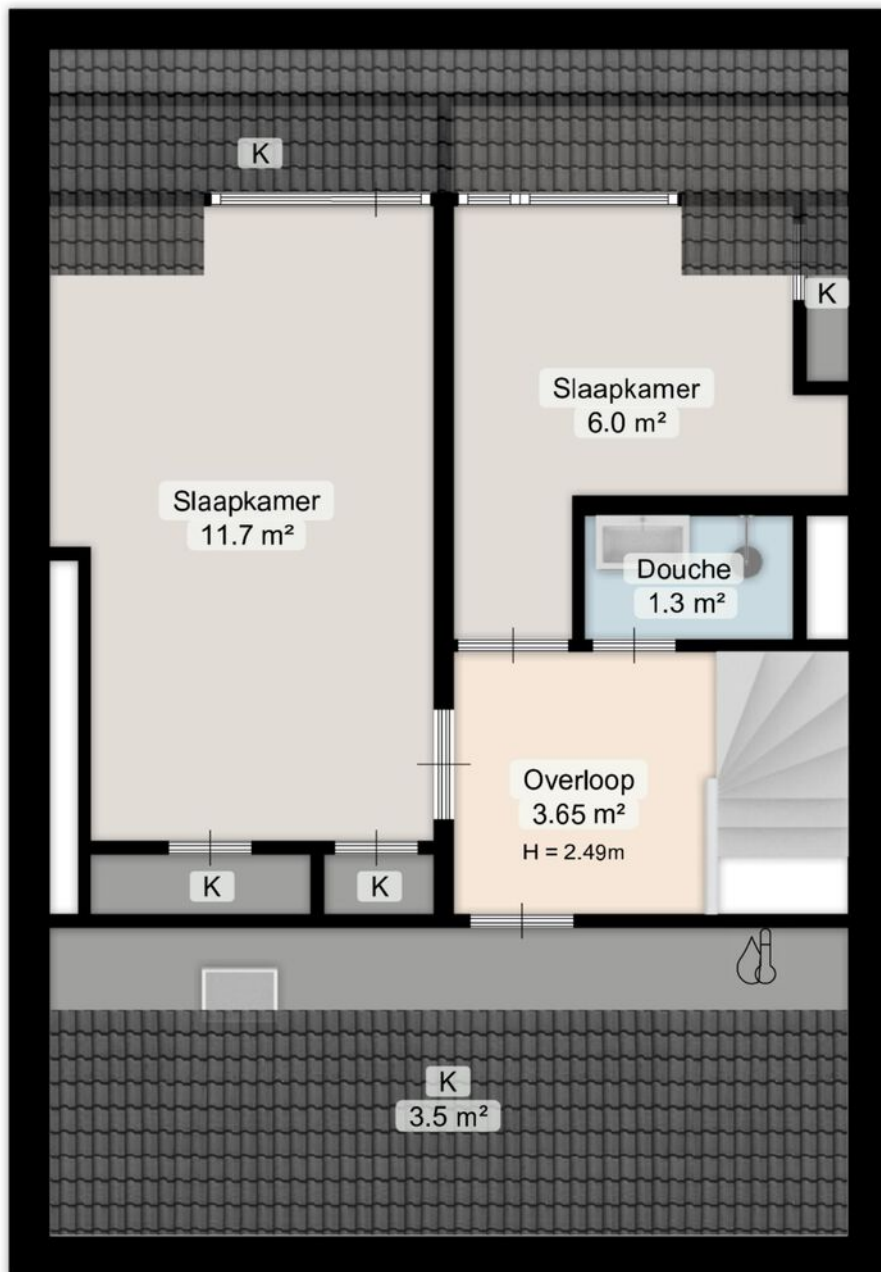 K
K
Slaapkamer
6.0 m²
Slaapkamer
11.7 m²
Douche
1.3 m²
Overloop
3.65 m²
H = 2.49m
K
K
K
3.5 m²